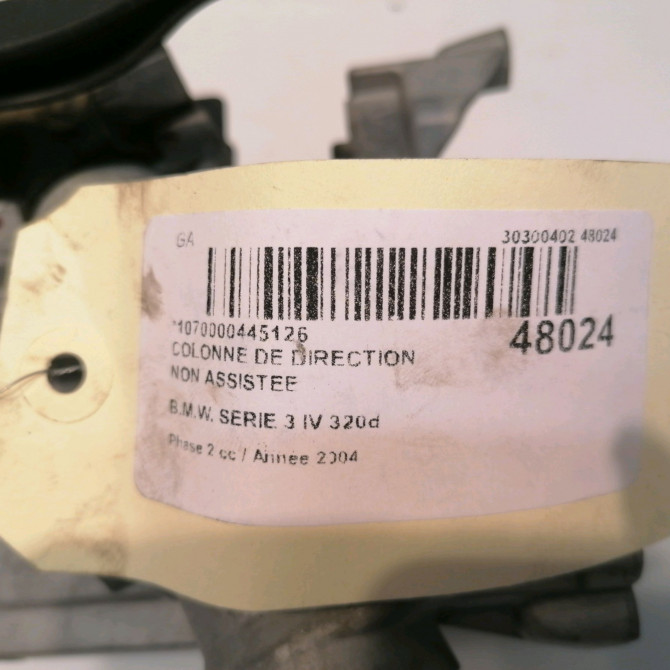 GA 30300402 48024
*1070000445126 48024
COLONNE DE DIRECTION
NON ASSISTEE
B.M.W. SERIE 3 IV 320d
Phase 2 cc / Annee 2004